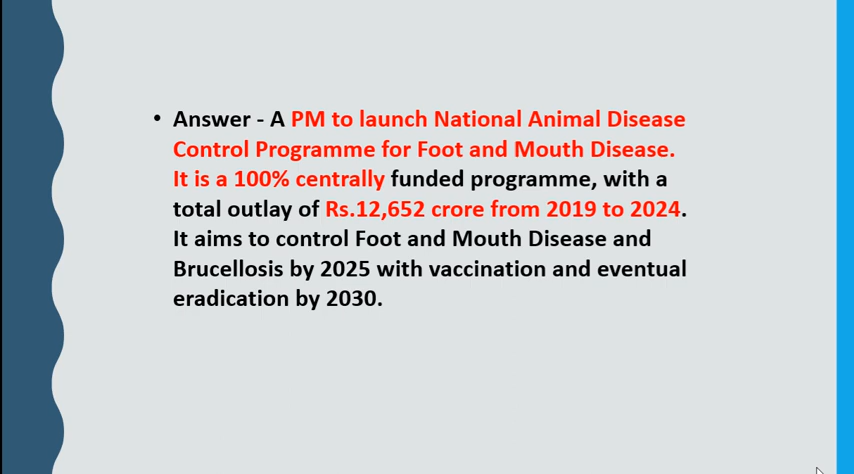 • Answer - A PM to launch National Animal Disease
Control Programme for Foot and Mouth Disease.
It is a 100% centrally funded programme, with a
total outlay of Rs.12,652 crore from 2019 to 2024.
It aims to control Foot and Mouth Disease and
Brucellosis by 2025 with vaccination and eventual
eradication by 2030.